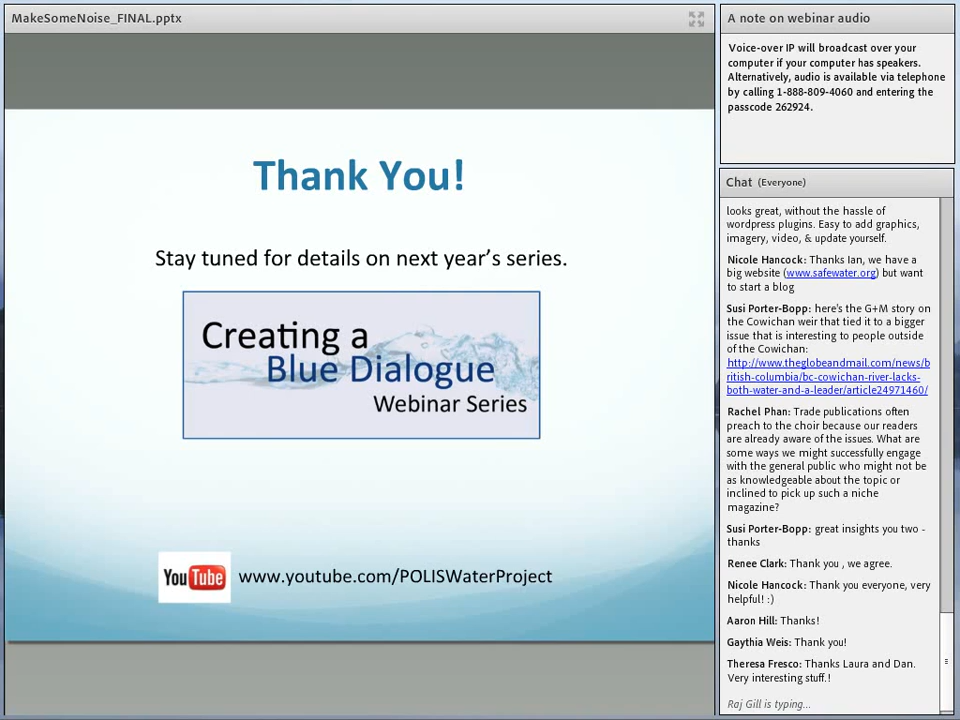 MakeSomeNoise_FINAL.pptx
Thank You!
Stay tuned for details on next year's series.
Creating a
Blue Dialogue
Webinar Series
YouTube
www.youtube.com/POLISWaterProject
A note on webinar audio
Voice-over IP will broadcast over your
computer if your computer has speakers.
Alternatively, audio is available via telephone
by calling 1-888-809-4060 and entering the
passcode 262924.
Chat (Everyone)
looks great, without the hassle of
wordpress plugins. Easy to add graphics,
imagery, video, & update yourself.
Nicole Hancock: Thanks Ian, we have a
big website (www.safewater.org) but want
to start a blog
Susi Porter-Bopp: here's the G+M story on
the Cowichan weir that tied it to a bigger
issue that is interesting to people outside
of the Cowichan:
http://www.theglobeandmail.com/news/b
ritish-columbia/bc-cowichan-river-lacks-
both-water-and-a-leader/article24971460/
Rachel Phan: Trade publications often
preach to the choir because our readers
are already aware of the issues. What are
some ways we might successfully engage
with the general public who might not be
as knowledgeable about the topic or
inclined to pick up such a niche
magazine?
Susi Porter-Bopp: great insights you two -
thanks
Renee Clark: Thank you , we agree.
Nicole Hancock: Thank you everyone, very
helpful! :)
Aaron Hill: Thanks!
Gaythia Weis: Thank you!
Theresa Fresco: Thanks Laura and Dan.
Very interesting stuff.!
Raj Gill is typing...